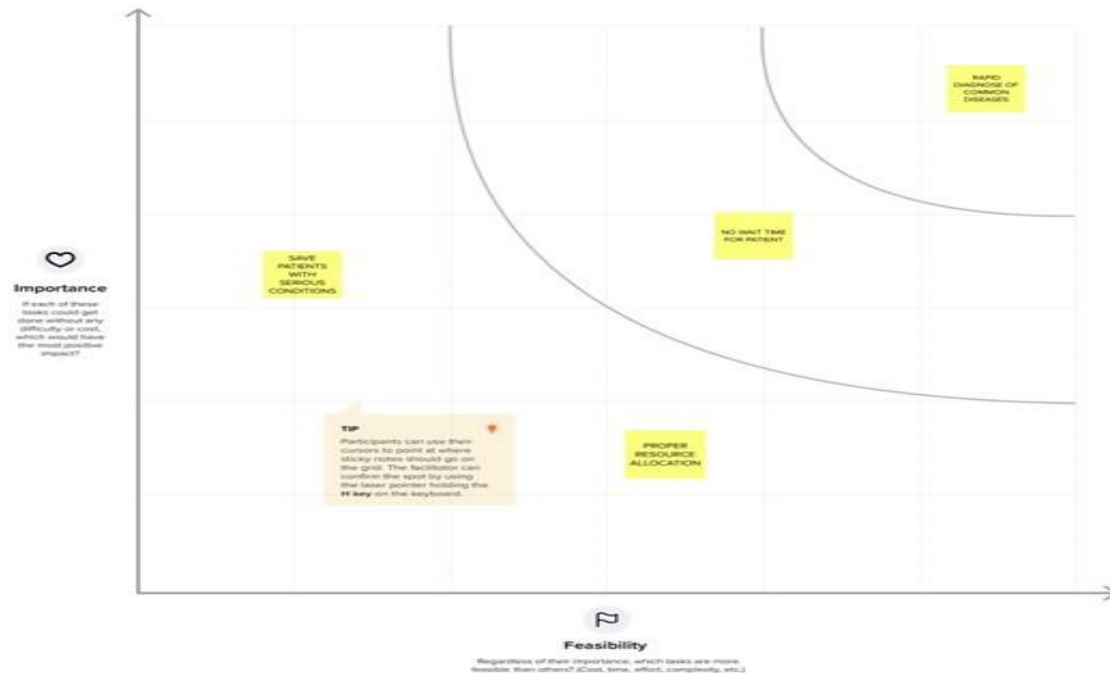 RAPID
DIAGNOSE OF
COMMON
DISEASES
NO WAIT TIME
FOR PATIENT
SAVE
PATIENTS
WITH
SERIOUS
CONDITIONS
Importance
If each of these
tasks could get
done without any
difficulty or cost,
which would have
the most positive
impact?
TIP
Participants can use their
cursors to point at where
sticky notes should go on
the grid. The facilitator can
confirm the spot by using
the laser pointer holding the
H key on the keyboard.
PROPER
RESOURCE
ALLOCATION
Feasibility
Regardless of their importance, which tasks are more
feasible than others? (Cost, time, effort, complexity, etc.)